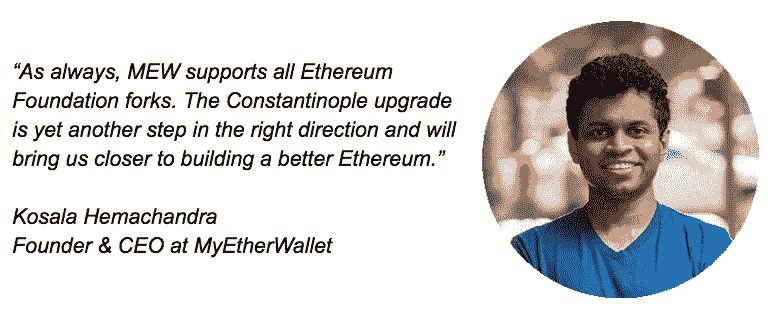 “As always, MEW supports all Ethereum
Foundation forks. The Constantinople upgrade
is yet another step in the right direction and will
bring us closer to building a better Ethereum.”
Kosala Hemachandra
Founder & CEO at MyEtherWallet